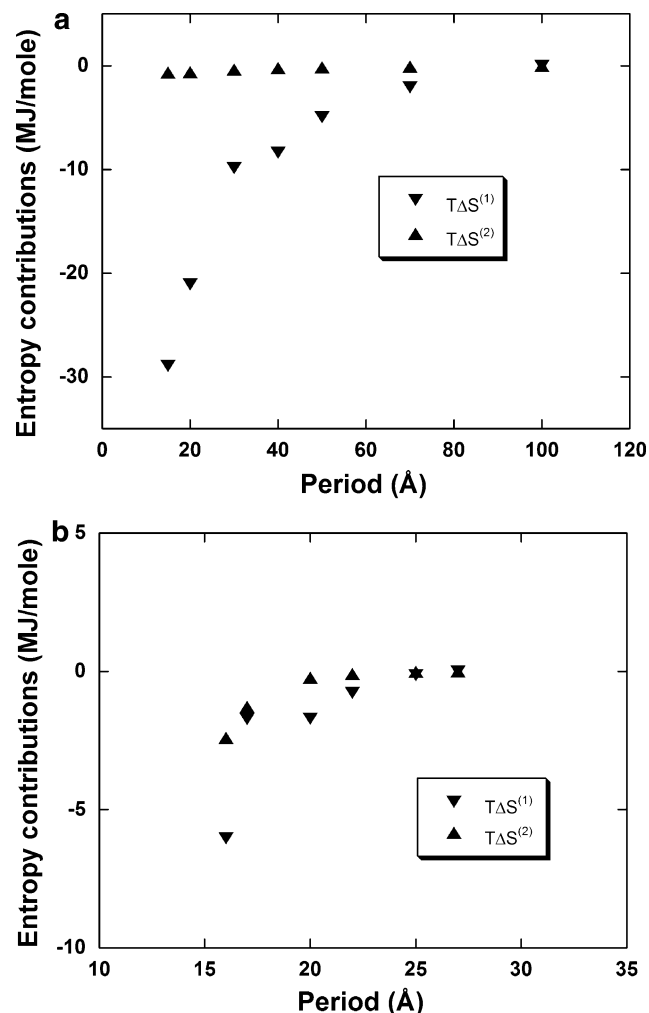 a
Entropy contributions (MJ/mole)
0
-10
-20
-30
TΔS(1)
TΔS(2)
0 20 40 60 80 100 120
Period (Å)
b
Entropy contributions (MJ/mole)
5
0
-5
-10
TΔS(1)
TΔS(2)
10 15 20 25 30 35
Period (Å)